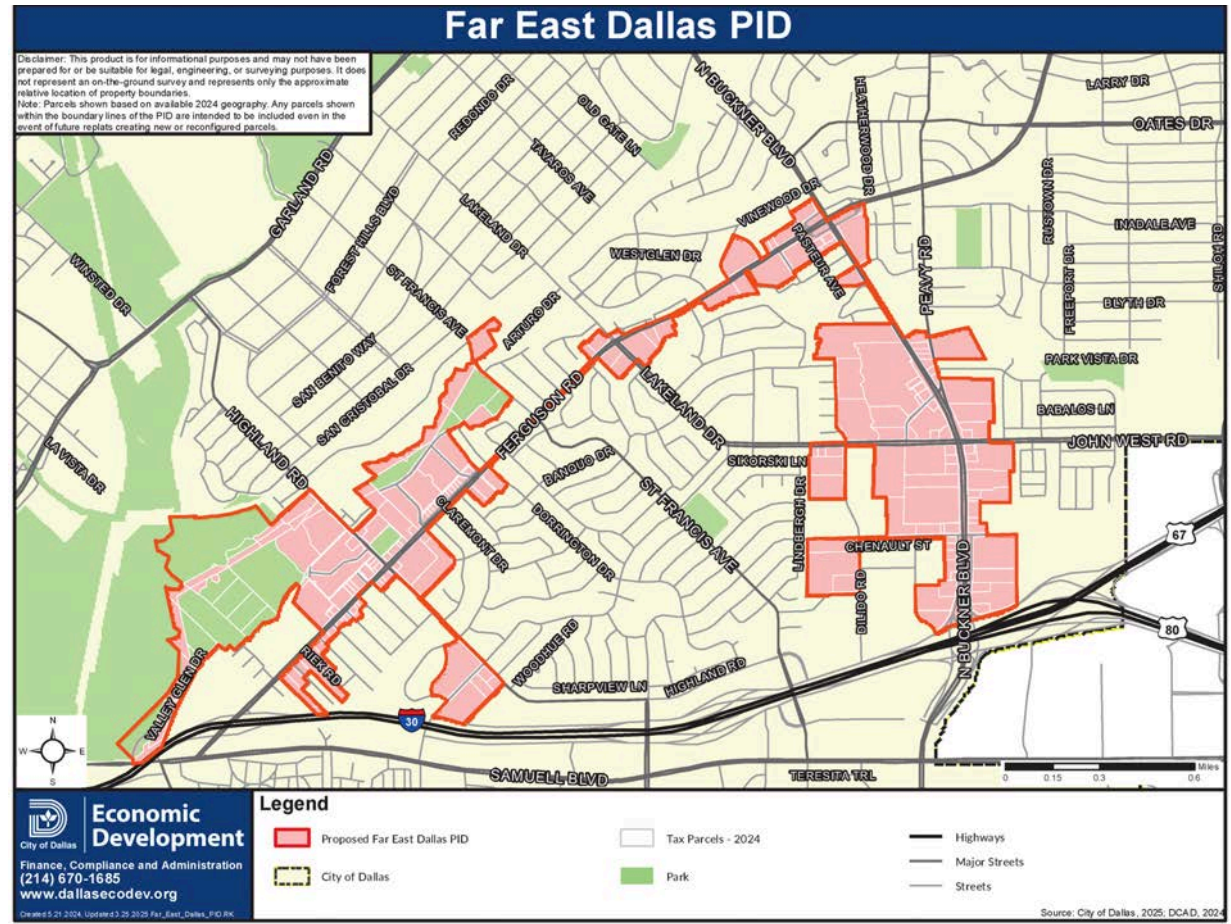 Far East Dallas PID
Disclaimer: This product is for informational purposes and may not have been
prepared for or be suitable for legal, engineering, or surveying purposes. It does
not represent an on-the-ground survey and represents only the approximate
relative location of property boundaries.
Note: Parcels shown based on available 2024 geography. Any parcels shown
within the boundary lines of the PID are intended to be included even in the
event of future replats creating new or reconfigured parcels.
N BUCKNER BLVD
HEATHERWOOD DR
LARRY DR
OATES DR
REDONDO DR
OLD GATE LN
TAVAROS AVE
GARLAND RD
FOREST HILLS BLVD
LAKELAND DR
VINEWOOD DR
RUSTOWN DR
INADALE AVE
SHILOH RD
WESTGLEN DR
PASTEUR AVE
PEAVY RD
WINSTED DR
ST FRANCIS AVE
ARTURO DR
FREEPORT DR
BLYTH DR
SAN BENITO WAY
SAN CRISTOBAL DR
PARK VISTA DR
HIGHLAND RD
FERGUSON RD
LAKELAND DR
BABALOS LN
JOHN WEST RD
LA VISTA DR
BANQUO DR
SIKORSKI LN
ST FRANCIS AVE
LINDBERGH DR
CLAREMONT DR
DORRINGTON DR
CHENAULT ST
67
DILIDO RD
80
N BUCKNER BLVD
WOODHUE RD
RIEK RD
VALLEY GLEN DR
SHARPVIEW LN
HIGHLAND RD
30
SAMUELL BLVD
TERESITA TRL
N
W
E
S
Miles
0 0.15 0.3 0.6
City of Dallas
Economic
Development
Finance, Compliance and Administration
(214) 670-1685
www.dallasecodev.org
Created 5.21.2024, Updated 3.25.2025 Far_East_Dallas_PID.RK
Legend
Proposed Far East Dallas PID
City of Dallas
Tax Parcels - 2024
Park
Highways
Major Streets
Streets
Source: City of Dallas, 2025; DCAD, 2024